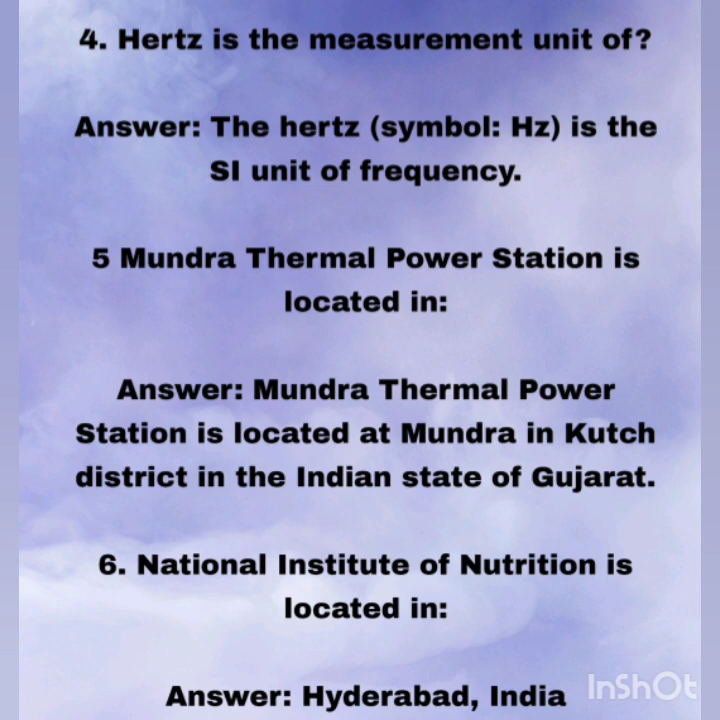 4. Hertz is the measurement unit of?
Answer: The hertz (symbol: Hz) is the
SI unit of frequency.
5 Mundra Thermal Power Station is
located in:
Answer: Mundra Thermal Power
Station is located at Mundra in Kutch
district in the Indian state of Gujarat.
6. National Institute of Nutrition is
located in:
Answer: Hyderabad, India
InShOt